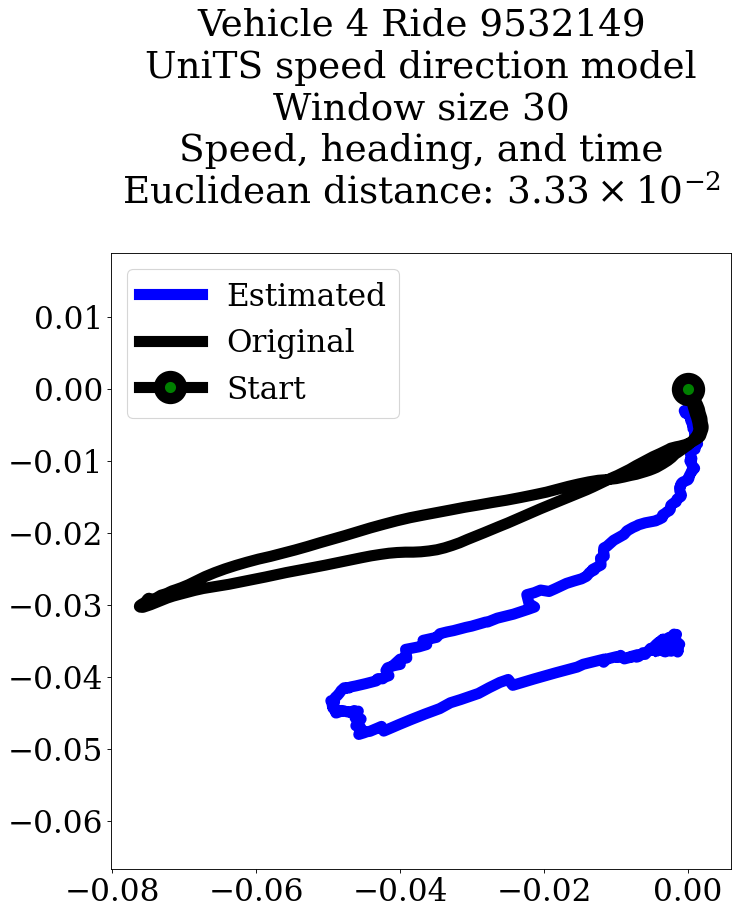 Vehicle 4 Ride 9532149
UniTS speed direction model
Window size 30
Speed, heading, and time
Euclidean distance: 3.33 × 10⁻²
Estimated
Original
Start
0.01
0.00
−0.01
−0.02
−0.03
−0.04
−0.05
−0.06
−0.08 −0.06 −0.04 −0.02 0.00